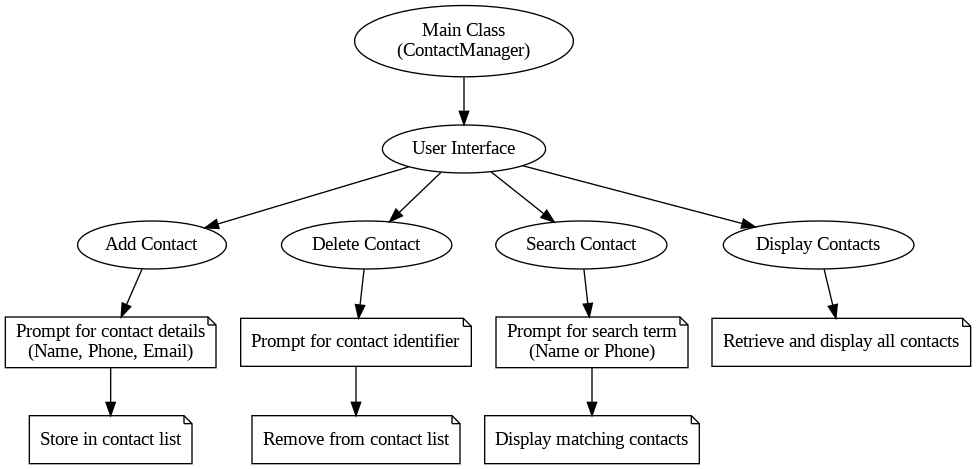 Main Class
(ContactManager)
User Interface
Add Contact
Delete Contact
Search Contact
Display Contacts
Prompt for contact details
(Name, Phone, Email)
Prompt for contact identifier
Prompt for search term
(Name or Phone)
Retrieve and display all contacts
Store in contact list
Remove from contact list
Display matching contacts